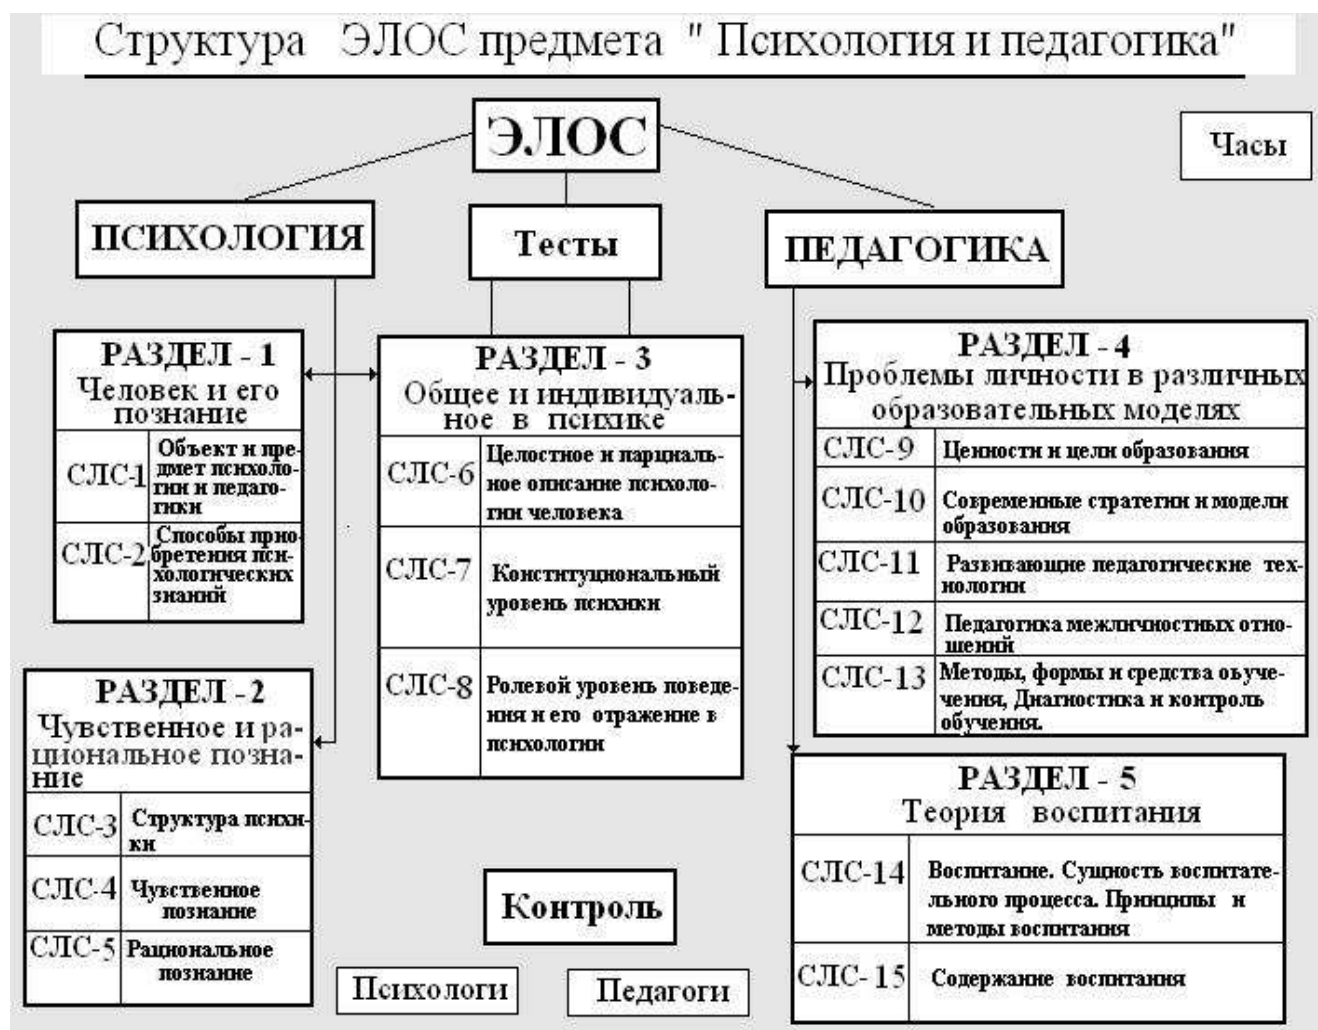 Структура ЭЛОС предмета " Психология и педагогика"
ЭЛОС
Часы
ПСИХОЛОГИЯ
Тесты
ПЕДАГОГИКА
РАЗДЕЛ - 1
Человек и его
познание
СЛС-1
Объект и пре-
дмет психоло-
гии и педаго-
гики
СЛС-2
Способы прио-
бретения пси-
хологических
знаний
РАЗДЕЛ -2
Чувственное и ра-
циональное позна-
ние
СЛС-3
Структура психи-
ки
СЛС-4
Чувственное
познание
СЛС-5
Рациональное
познание
РАЗДЕЛ - 3
Общее и индивидуаль-
ное в психике
СЛС-6
Целостное и парциаль-
ное описание психоло-
гии человека
СЛС-7
Конституциональный
уровень психики
СЛС-8
Ролевой уровень поведе-
ния и его отражение в
психологии
РАЗДЕЛ - 4
Проблемы личности в различных
образовательных моделях
СЛС-9
Ценности и цели образования
СЛС-10
Современные стратегии и модели
образования
СЛС-11
Развивающие педагогические тех-
нологии
СЛС-12
Педагогика межличностных отно-
шений
СЛС-13
Методы, формы и средства оьуче-
чения, Диагностика и контроль
обучения.
РАЗДЕЛ - 5
Теория воспитания
СЛС-14
Воспитание. Сущность воспитате-
льного процесса. Принципы и
методы воспитания
СЛС- 15
Содержание воспитания
Контроль
Психологи
Педагоги